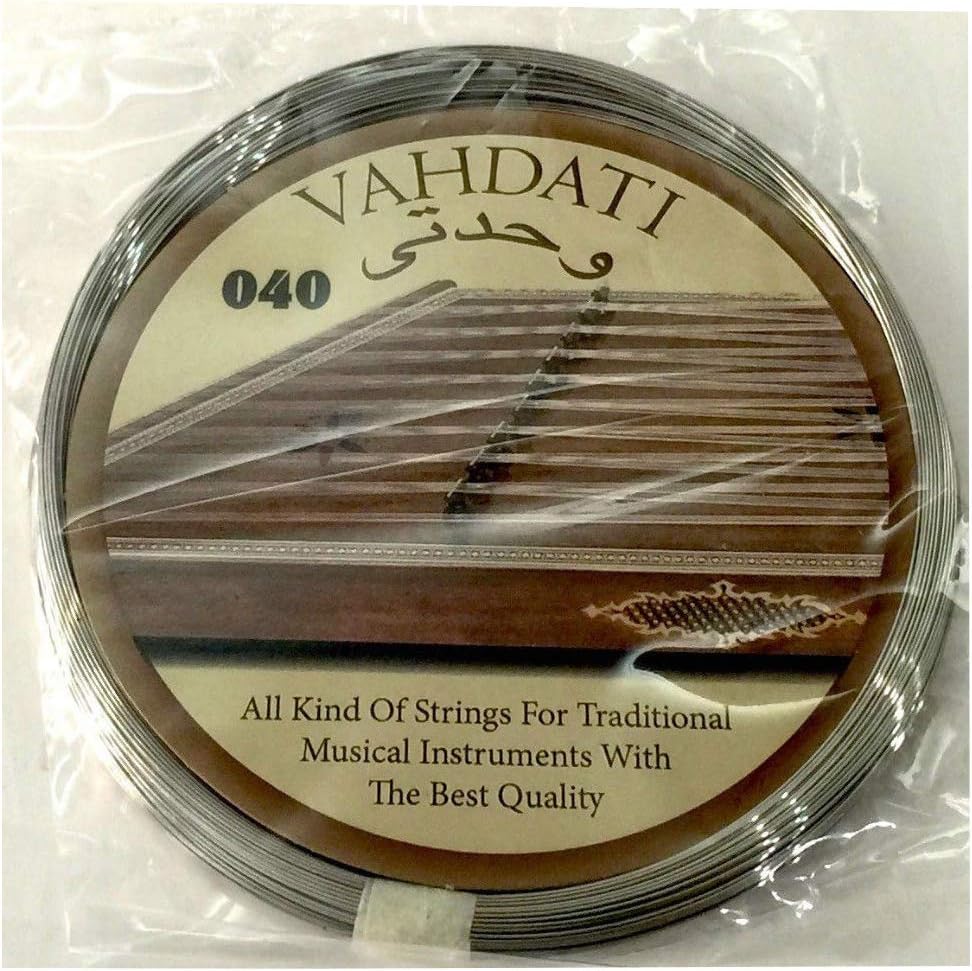 VAHDATI
وحدتی
040
All Kind Of Strings For Traditional
Musical Instruments With
The Best Quality